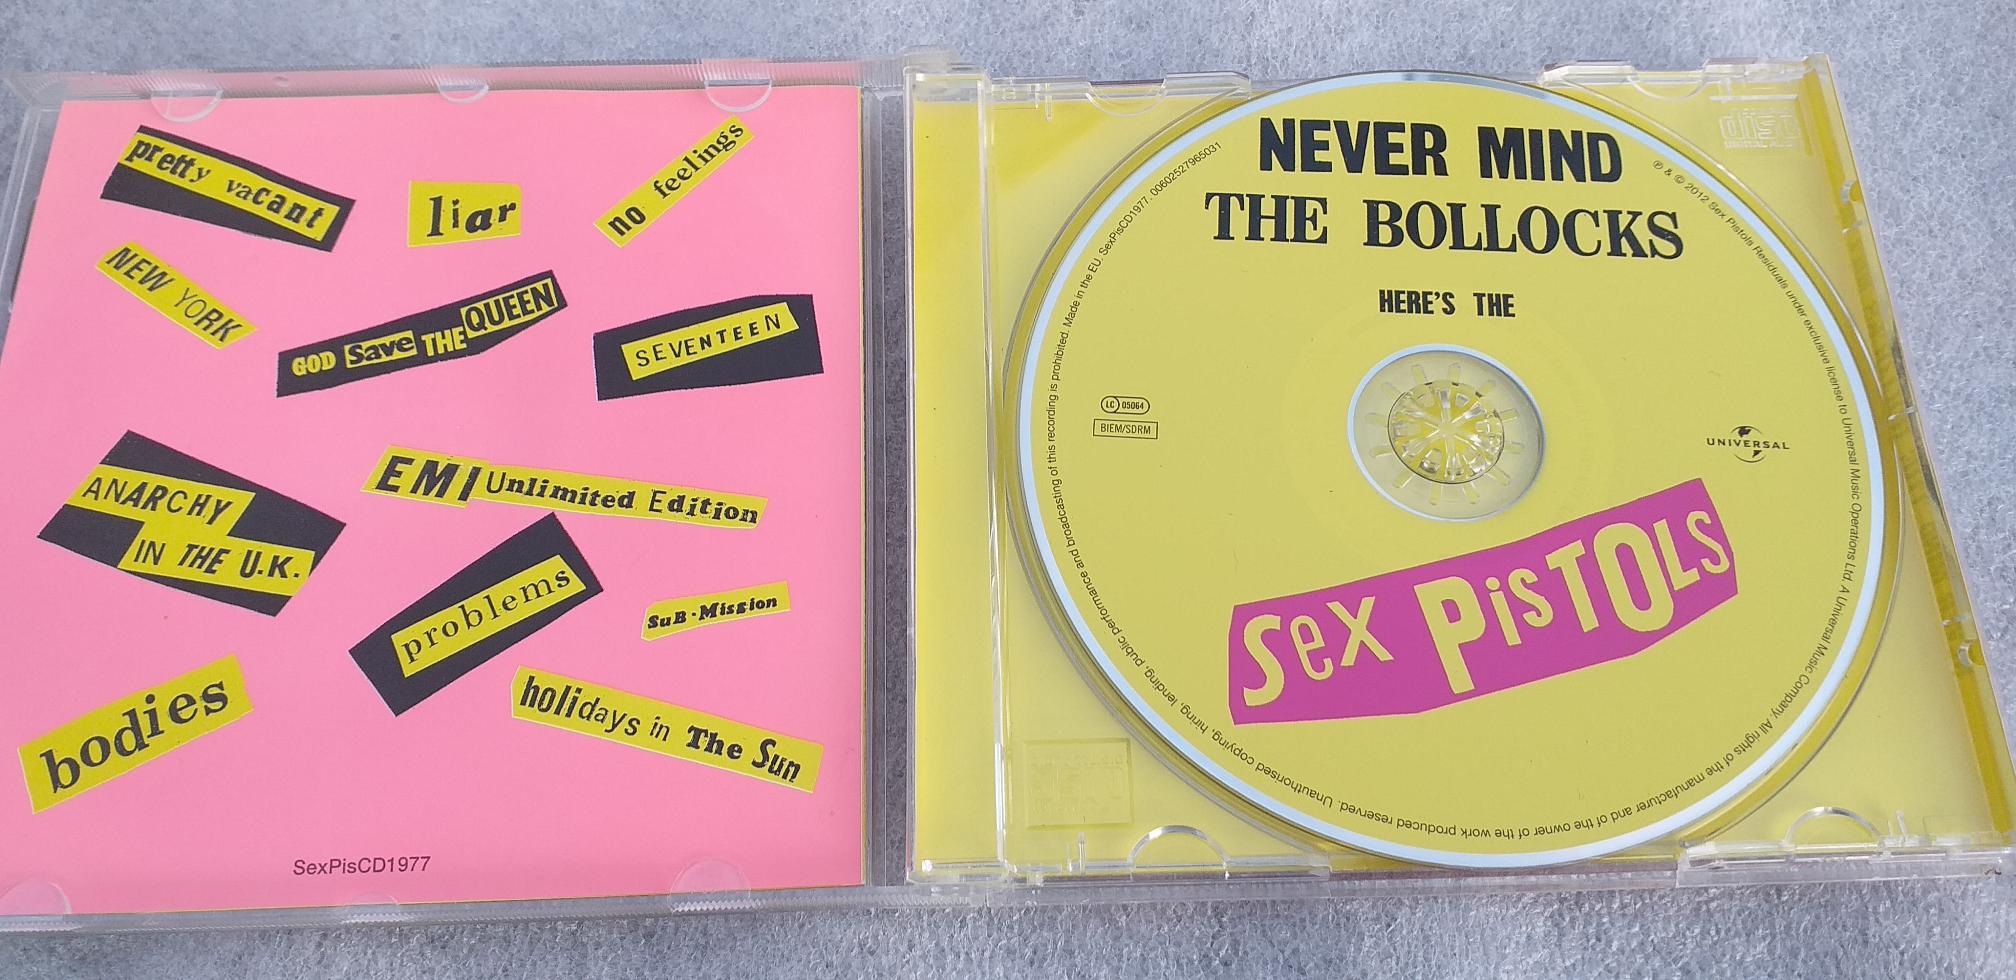 pretty vacant
liar
no feelings
NEW YORK
GOD Save THE QUEEN
SEVENTEEN
ANARCHY
IN THE U.K.
EMI Unlimited Edition
problems
SuB-Mission
bodies
holidays in The Sun
SexPisCD1977
NEVER MIND
THE BOLLOCKS
HERE'S THE
SEX PiSTOLS
LC 05064
BIEM/SDRM
UNIVERSAL
℗ & © 2012 Sex Pistols Residuals under exclusive license to Universal Music Operations Ltd. A Universal Music Company. All rights of the manufacturer and of the owner of the work produced reserved. Unauthorised copying, hiring, lending, public performance and broadcasting of this recording is prohibited. Made in the EU. SexPisCD1977. 00602527965031
disc
DIGITAL AUDIO